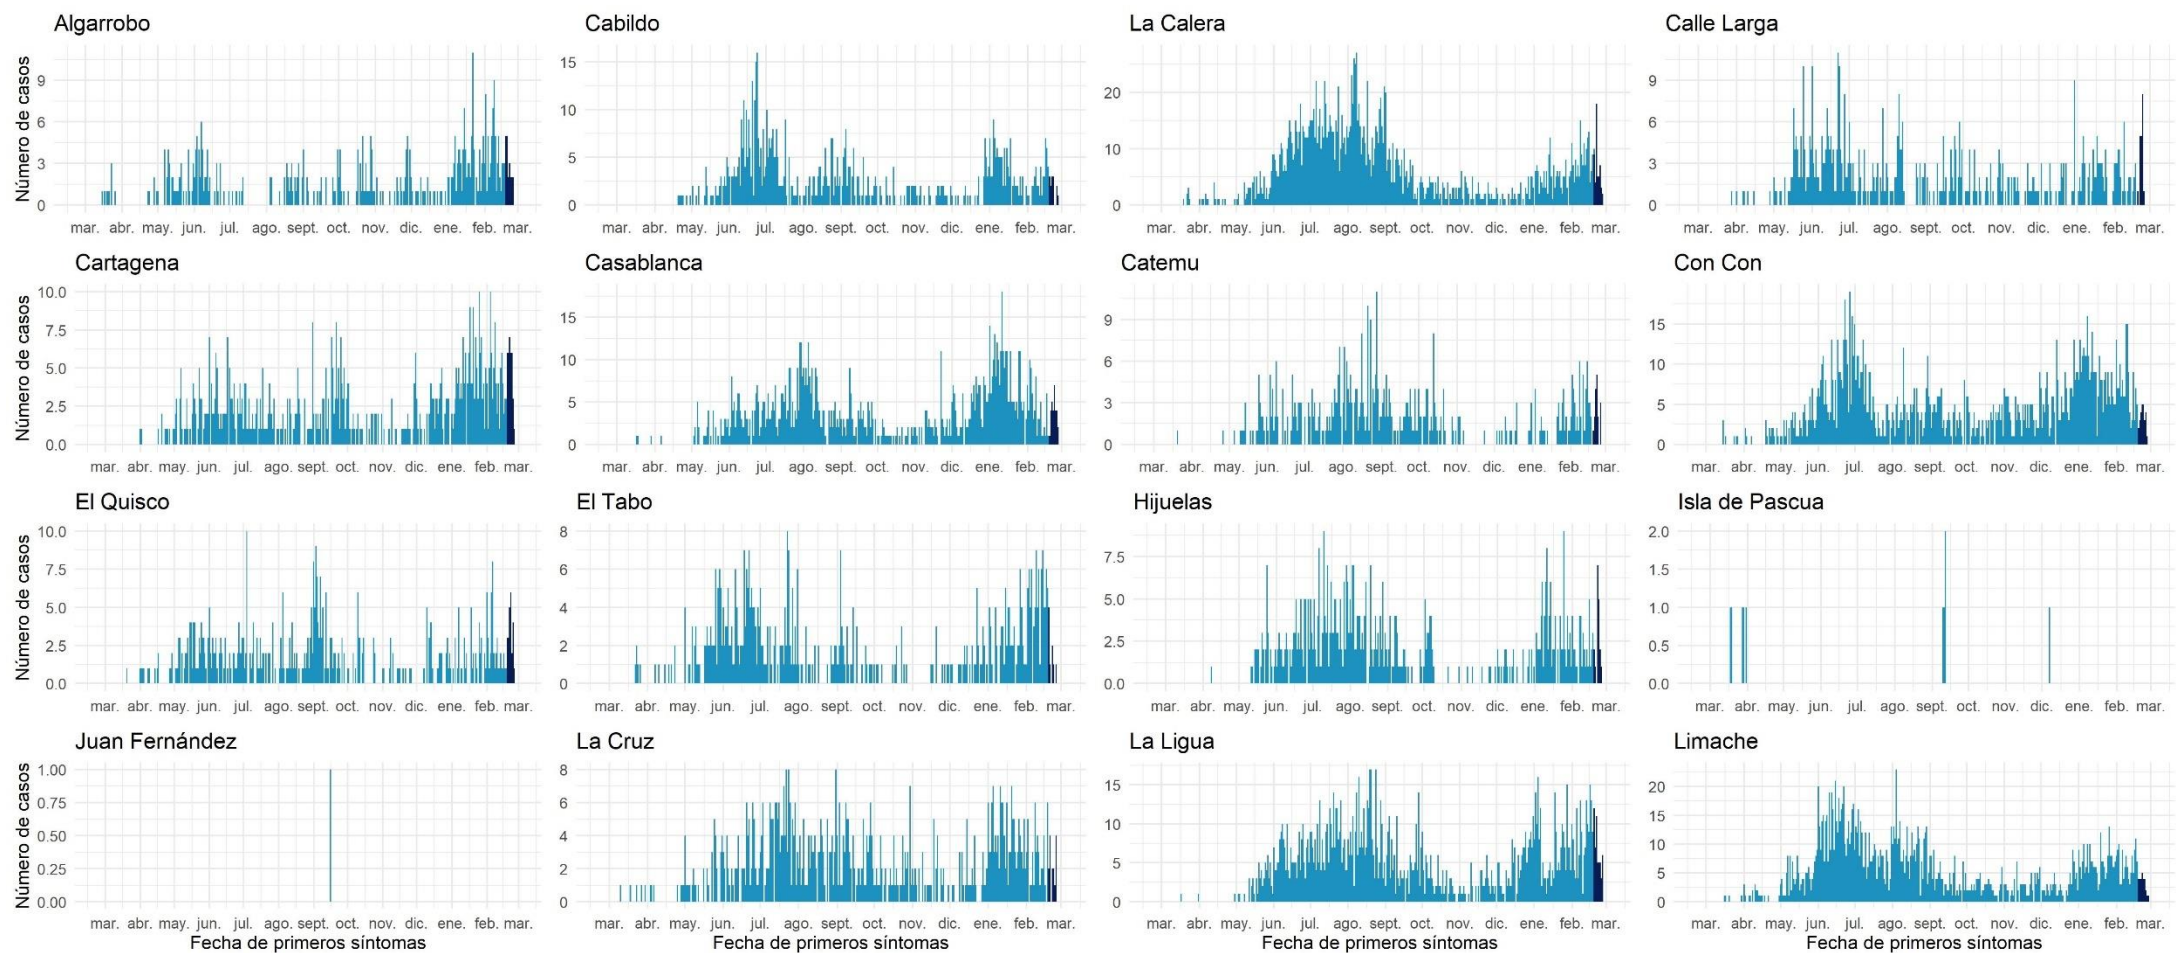 Algarrobo
Cabildo
La Calera
Calle Larga
Número de casos
9
6
3
0
15
10
5
0
20
10
0
9
6
3
0
mar. abr. may. jun. jul. ago. sept. oct. nov. dic. ene. feb. mar.
mar. abr. may. jun. jul. ago. sept. oct. nov. dic. ene. feb. mar.
mar. abr. may. jun. jul. ago. sept. oct. nov. dic. ene. feb. mar.
mar. abr. may. jun. jul. ago. sept. oct. nov. dic. ene. feb. mar.
Cartagena
Casablanca
Catemu
Con Con
Número de casos
10.0
7.5
5.0
2.5
0.0
15
10
5
0
9
6
3
0
15
10
5
0
mar. abr. may. jun. jul. ago. sept. oct. nov. dic. ene. feb. mar.
mar. abr. may. jun. jul. ago. sept. oct. nov. dic. ene. feb. mar.
mar. abr. may. jun. jul. ago. sept. oct. nov. dic. ene. feb. mar.
mar. abr. may. jun. jul. ago. sept. oct. nov. dic. ene. feb. mar.
El Quisco
El Tabo
Hijuelas
Isla de Pascua
Número de casos
10.0
7.5
5.0
2.5
0.0
8
6
4
2
0
7.5
5.0
2.5
0.0
2.0
1.5
1.0
0.5
0.0
mar. abr. may. jun. jul. ago. sept. oct. nov. dic. ene. feb. mar.
mar. abr. may. jun. jul. ago. sept. oct. nov. dic. ene. feb. mar.
mar. abr. may. jun. jul. ago. sept. oct. nov. dic. ene. feb. mar.
mar. abr. may. jun. jul. ago. sept. oct. nov. dic. ene. feb. mar.
Juan Fernández
La Cruz
La Ligua
Limache
Número de casos
1.00
0.75
0.50
0.25
0.00
8
6
4
2
0
15
10
5
0
20
15
10
5
0
mar. abr. may. jun. jul. ago. sept. oct. nov. dic. ene. feb. mar.
mar. abr. may. jun. jul. ago. sept. oct. nov. dic. ene. feb. mar.
mar. abr. may. jun. jul. ago. sept. oct. nov. dic. ene. feb. mar.
mar. abr. may. jun. jul. ago. sept. oct. nov. dic. ene. feb. mar.
Fecha de primeros síntomas
Fecha de primeros síntomas
Fecha de primeros síntomas
Fecha de primeros síntomas